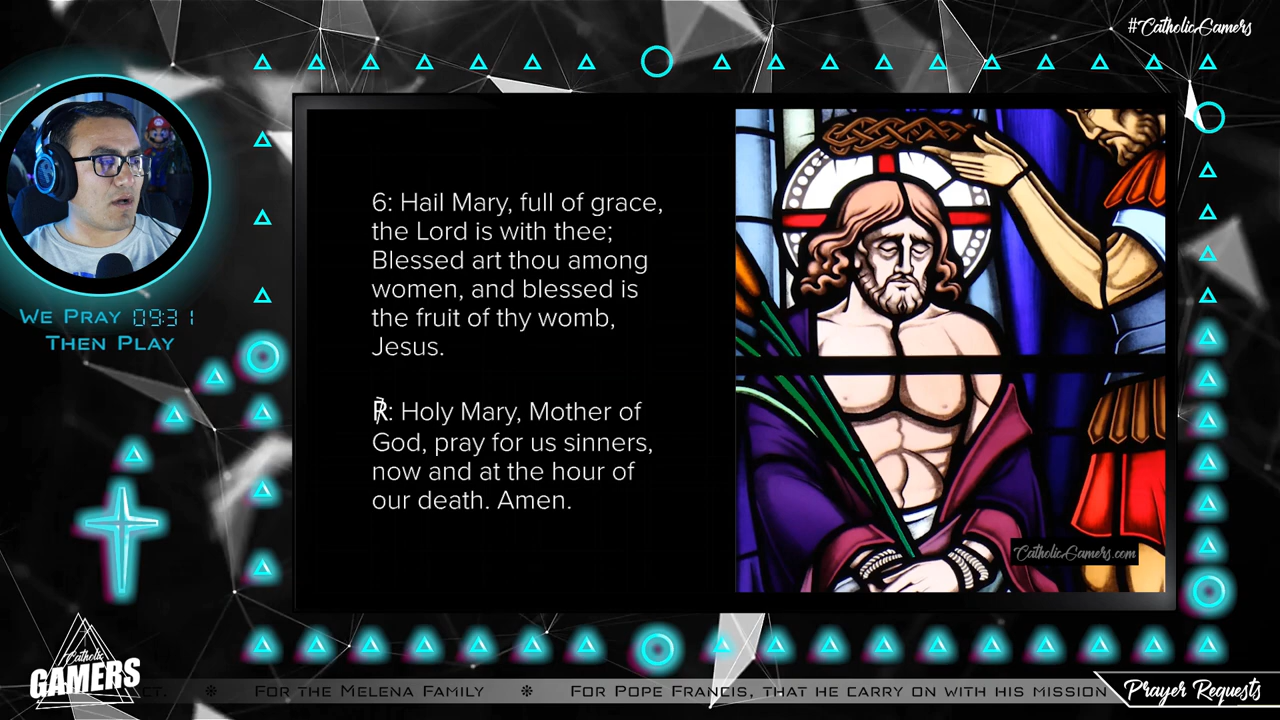 #CatholicGamers
We Pray 09:31
Then Play
6: Hail Mary, full of grace,
the Lord is with thee;
Blessed art thou among
women, and blessed is
the fruit of thy womb,
Jesus.
℟: Holy Mary, Mother of
God, pray for us sinners,
now and at the hour of
our death. Amen.
CatholicGamers.com
Catholic
GAMERS
CT. ❋ For the Melena Family ❋ For Pope Francis, that he carry on with his mission
Prayer Requests